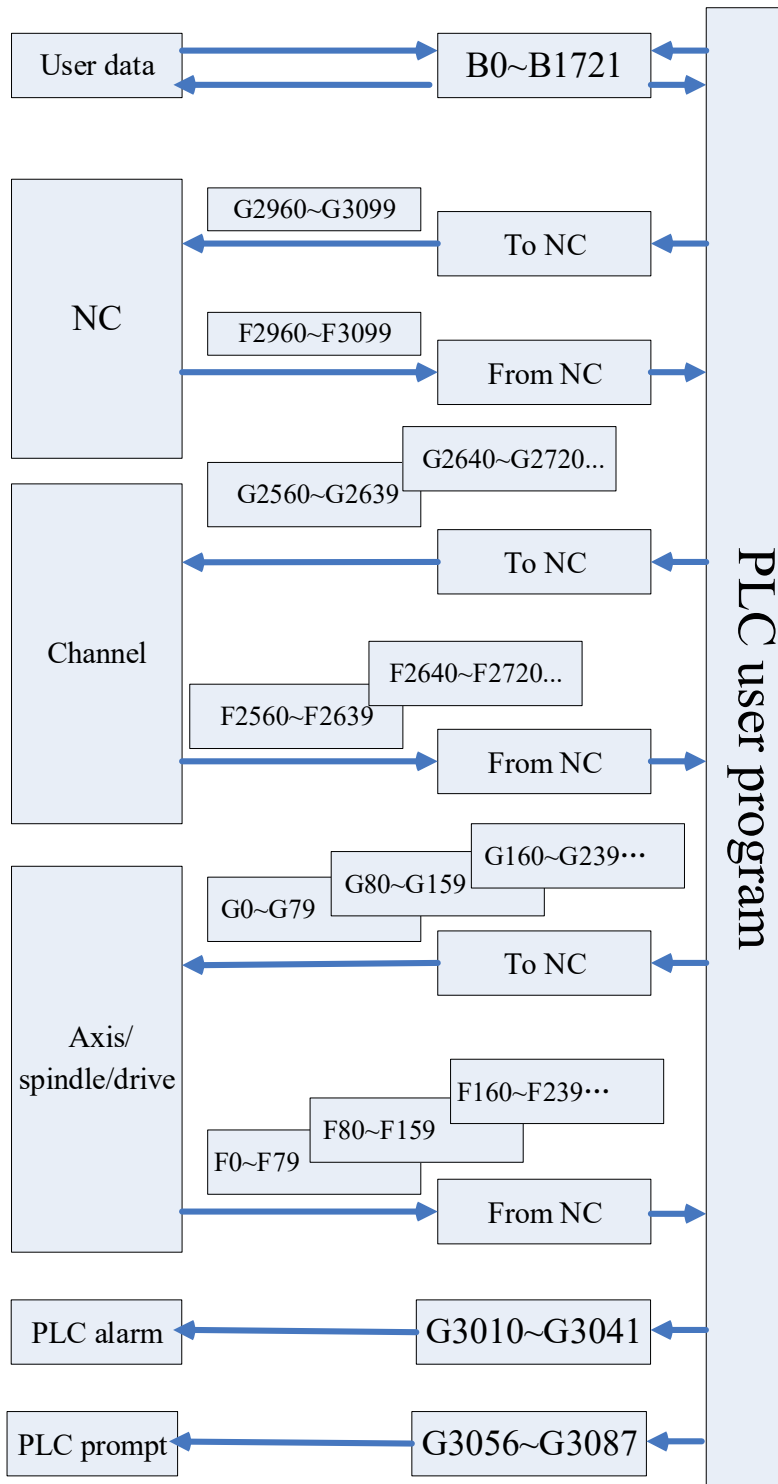 User data
B0~B1721
G2960~G3099
To NC
NC
F2960~F3099
From NC
G2640~G2720...
G2560~G2639
To NC
Channel
F2640~F2720...
F2560~F2639
From NC
PLC user program
G160~G239···
G80~G159
G0~G79
To NC
Axis/
spindle/drive
F160~F239···
F80~F159
F0~F79
From NC
PLC alarm
G3010~G3041
PLC prompt
G3056~G3087